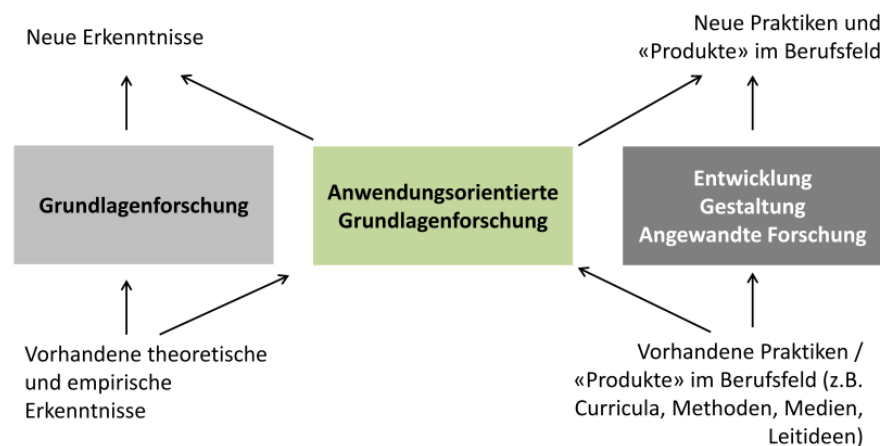 Neue Erkenntnisse
Neue Praktiken und
«Produkte» im Berufsfeld
Grundlagenforschung
Anwendungsorientierte
Grundlagenforschung
Entwicklung
Gestaltung
Angewandte Forschung
Vorhandene theoretische
und empirische
Erkenntnisse
Vorhandene Praktiken /
«Produkte» im Berufsfeld (z.B.
Curricula, Methoden, Medien,
Leitideen)